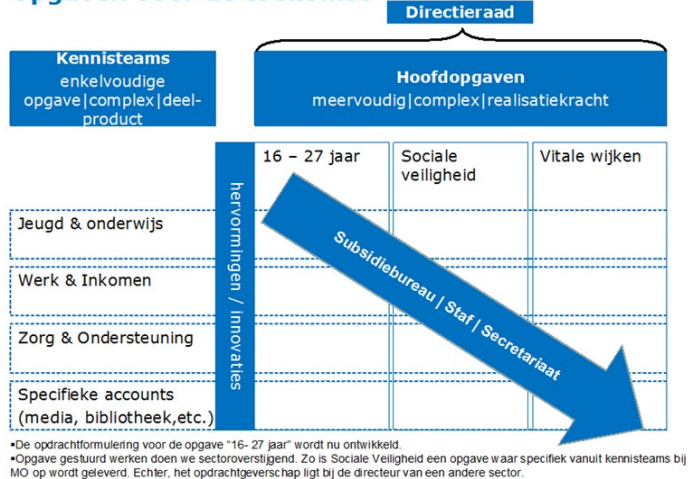 Directieraad
Kennisteams
enkelvoudige
opgave|complex|deel-
product
Hoofdopgaven
meervoudig|complex|realisatiekracht
16 – 27 jaar
Sociale
veiligheid
Vitale wijken
hervormingen / innovaties
Jeugd & onderwijs
Werk & Inkomen
Zorg & Ondersteuning
Specifieke accounts
(media, bibliotheek,etc.)
Subsidiebureau | Staf | Secretariaat
▪De opdrachtformulering voor de opgave “16- 27 jaar” wordt nu ontwikkeld.
▪Opgave gestuurd werken doen we sectoroverstijgend. Zo is Sociale Veiligheid een opgave waar specifiek vanuit kennisteams bij
MO op wordt geleverd. Echter, het opdrachtgeverschap ligt bij de directeur van een andere sector.